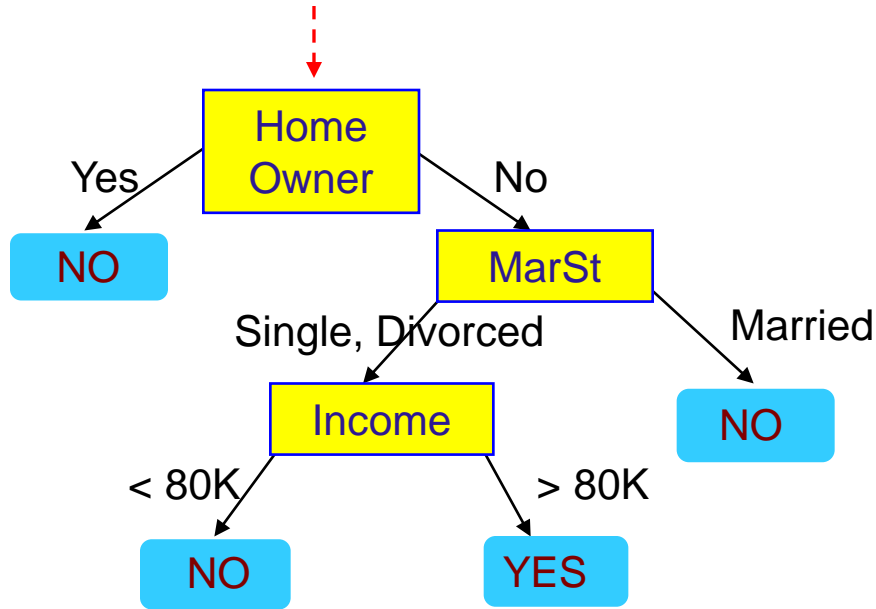 Home
Owner
Yes
No
NO
MarSt
Single, Divorced
Married
Income
NO
< 80K
> 80K
NO
YES